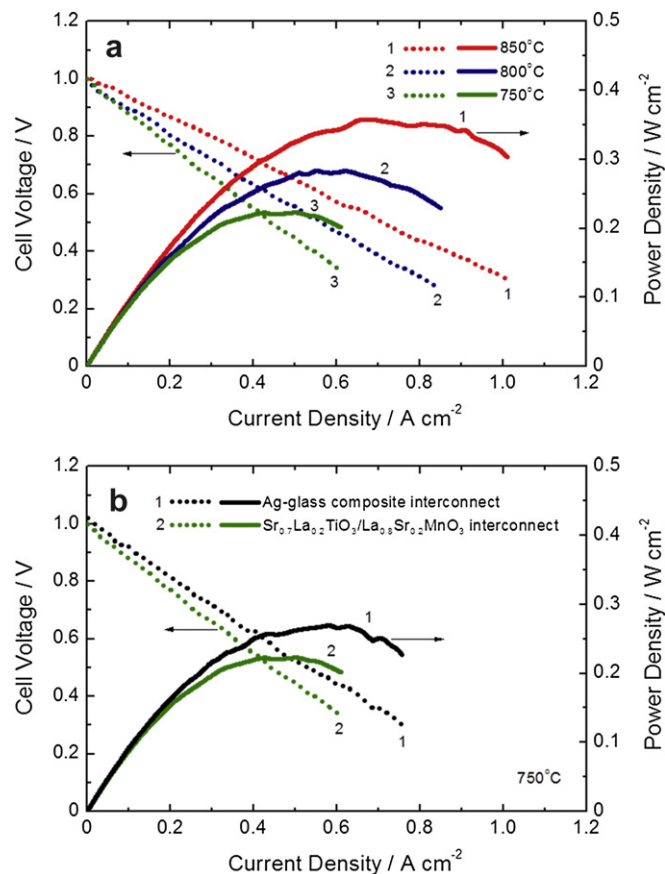 a
1 850°C
2 800°C
3 750°C
1.2
1.0
0.8
0.6
0.4
0.2
0
0.5
0.4
0.3
0.2
0.1
0
1
2
3
3
2
1
0 0.2 0.4 0.6 0.8 1.0 1.2
Cell Voltage / V
Power Density / W cm⁻²
Current Density / A cm⁻²
b
1 Ag-glass composite interconnect
2 Sr₀.₇La₀.₂TiO₃/La₀.₈Sr₀.₂MnO₃ interconnect
1.2
1.0
0.8
0.6
0.4
0.2
0
0.5
0.4
0.3
0.2
0.1
0
1
2
2
1
750°C
0 0.2 0.4 0.6 0.8 1.0 1.2
Cell Voltage / V
Power Density / W cm⁻²
Current Density / A cm⁻²